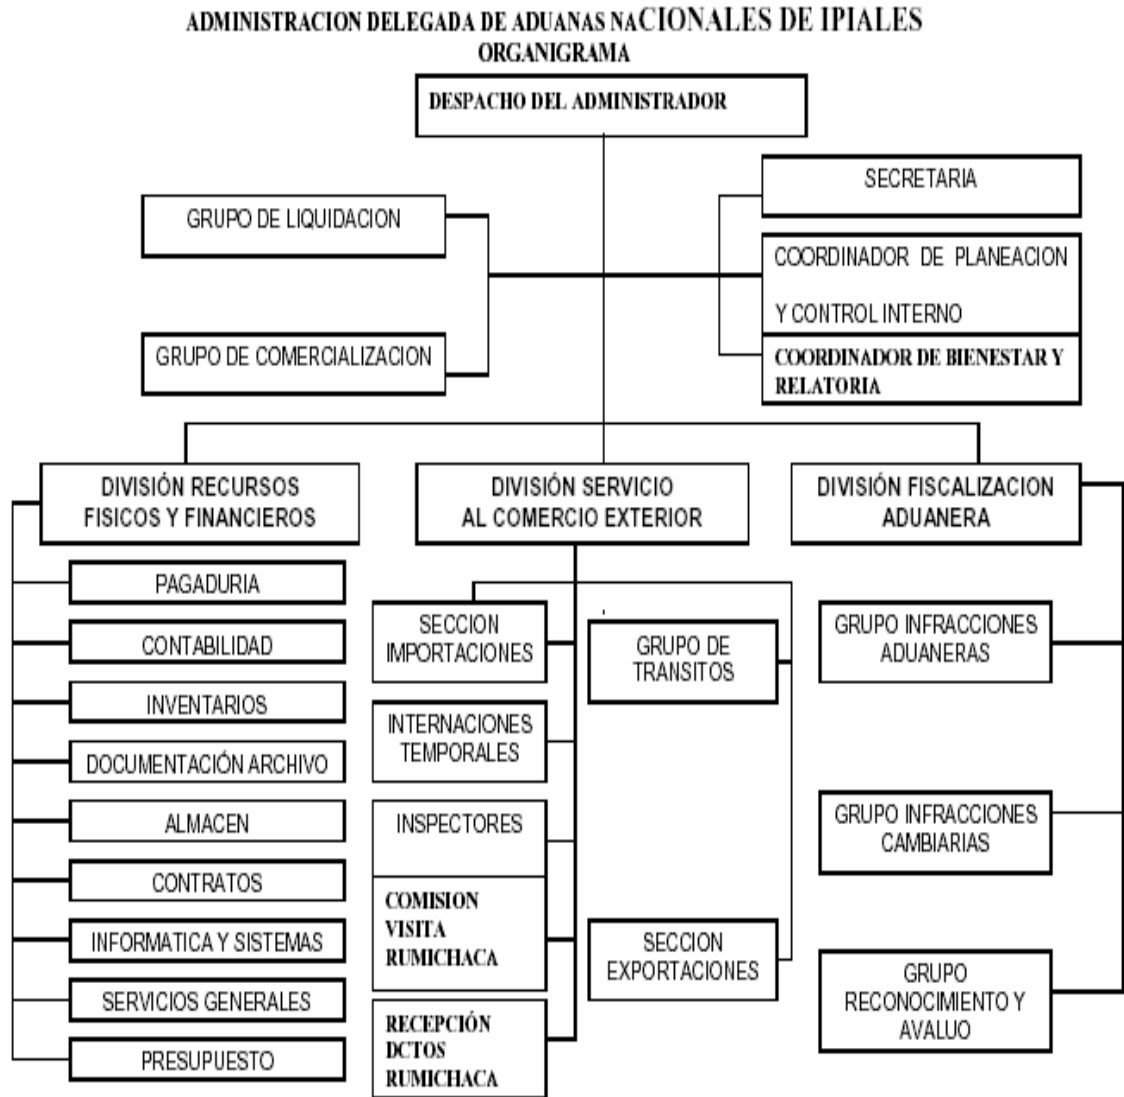 ADMINISTRACION DELEGADA DE ADUANAS NACIONALES DE IPIALES
ORGANIGRAMA
DESPACHO DEL ADMINISTRADOR
SECRETARIA
GRUPO DE LIQUIDACION
COORDINADOR DE PLANEACION
Y CONTROL INTERNO
GRUPO DE COMERCIALIZACION
COORDINADOR DE BIENESTAR Y
RELATORIA
DIVISIÓN RECURSOS
FISICOS Y FINANCIEROS
PAGADURIA
CONTABILIDAD
INVENTARIOS
DOCUMENTACIÓN ARCHIVO
ALMACEN
CONTRATOS
INFORMATICA Y SISTEMAS
SERVICIOS GENERALES
PRESUPUESTO
DIVISIÓN SERVICIO
AL COMERCIO EXTERIOR
SECCION
IMPORTACIONES
INTERNACIONES
TEMPORALES
INSPECTORES
COMISION
VISITA
RUMICHACA
RECEPCIÓN
DCTOS
RUMICHACA
GRUPO DE
TRANSITOS
SECCION
EXPORTACIONES
DIVISIÓN FISCALIZACION
ADUANERA
GRUPO INFRACCIONES
ADUANERAS
GRUPO INFRACCIONES
CAMBIARIAS
GRUPO
RECONOCIMIENTO Y
AVALUO